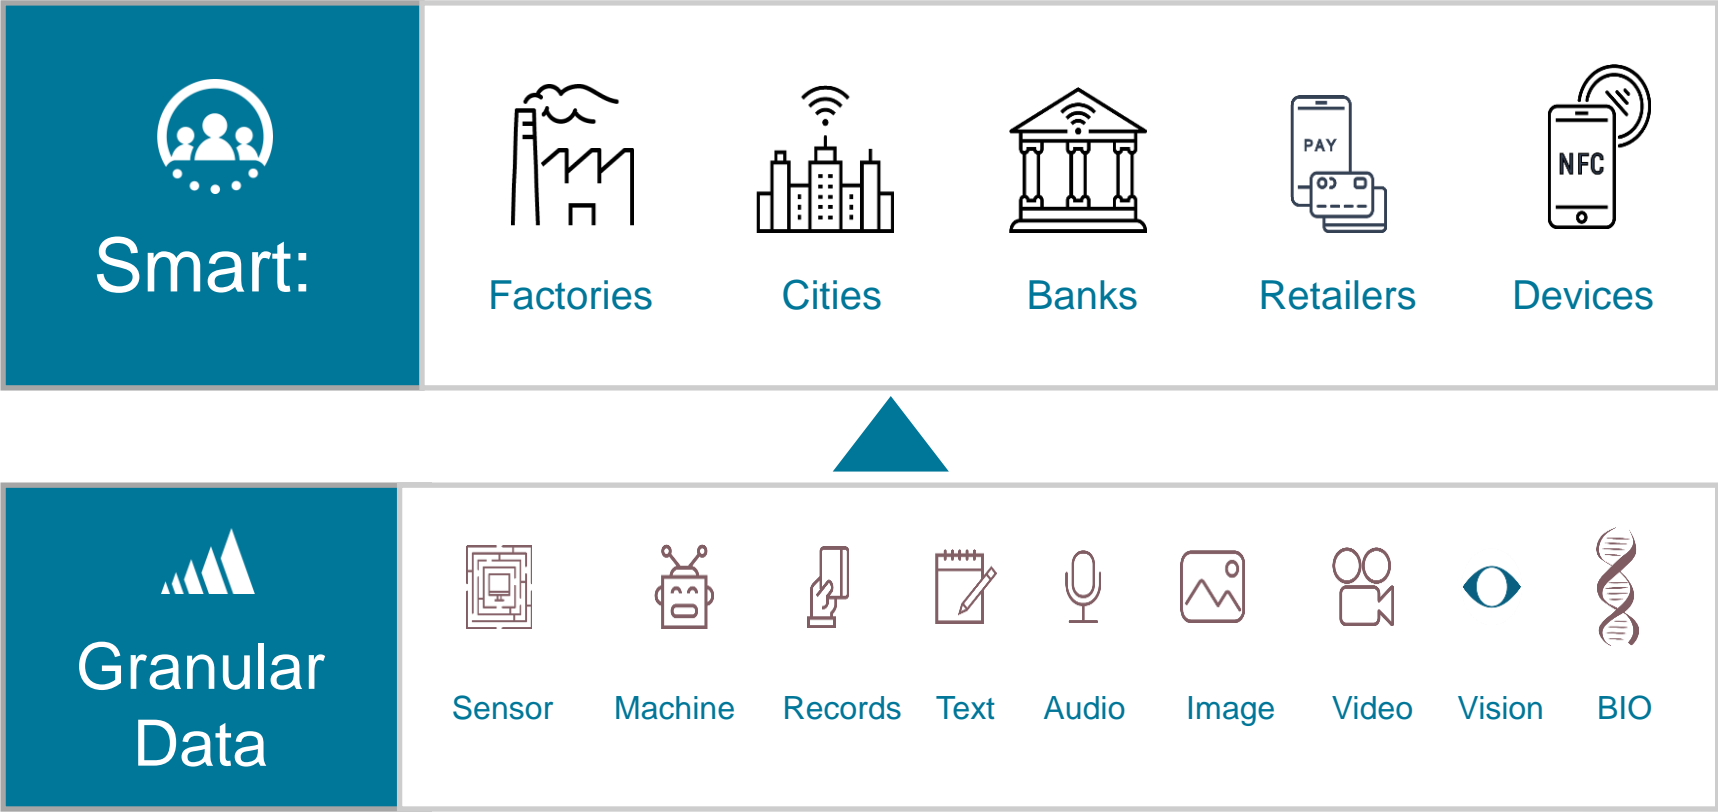 Smart:
PAY
NFC
Factories
Cities
Banks
Retailers
Devices
Granular
Data
Sensor
Machine
Records
Text
Audio
Image
Video
Vision
BIO